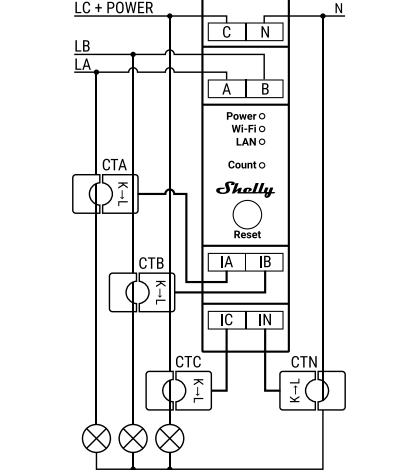 LC + POWER
N
C N
LB
LA
A B
Power
Wi-Fi
LAN
Count
CTA
K→L
Shelly
Reset
IA IB
CTB
K→L
IC IN
CTC
K→L
CTN
K→L